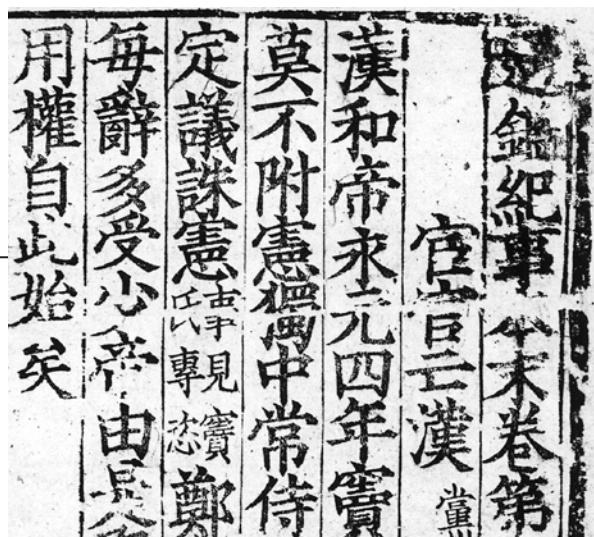 通鑑紀事本末卷第
宦官亡漢 黨
漢和帝永元四年竇
莫不附憲獨中常侍
定議誅憲事見竇氏專恣鄭
每辭多受少帝由是
用權自此始矣